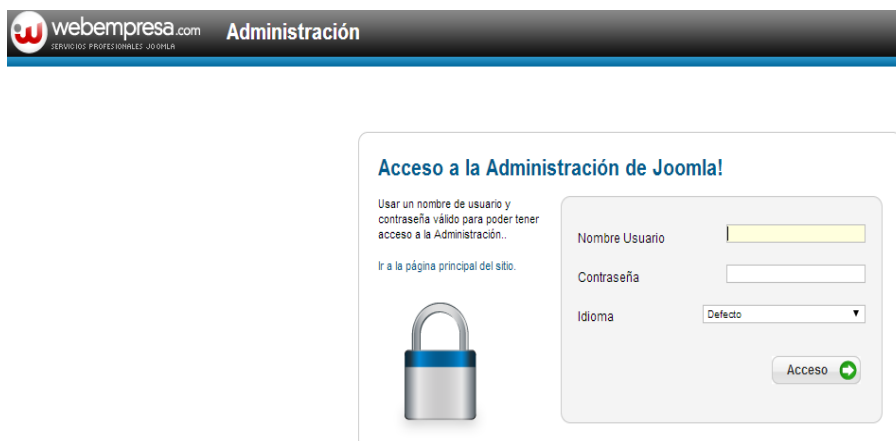 webempresa.com
SERVICIOS PROFESIONALES JOOMLA
Administración
Acceso a la Administración de Joomla!
Usar un nombre de usuario y
contraseña válido para poder tener
acceso a la Administración..
Ir a la página principal del sitio.
Nombre Usuario
Contraseña
Idioma
Defecto
Acceso